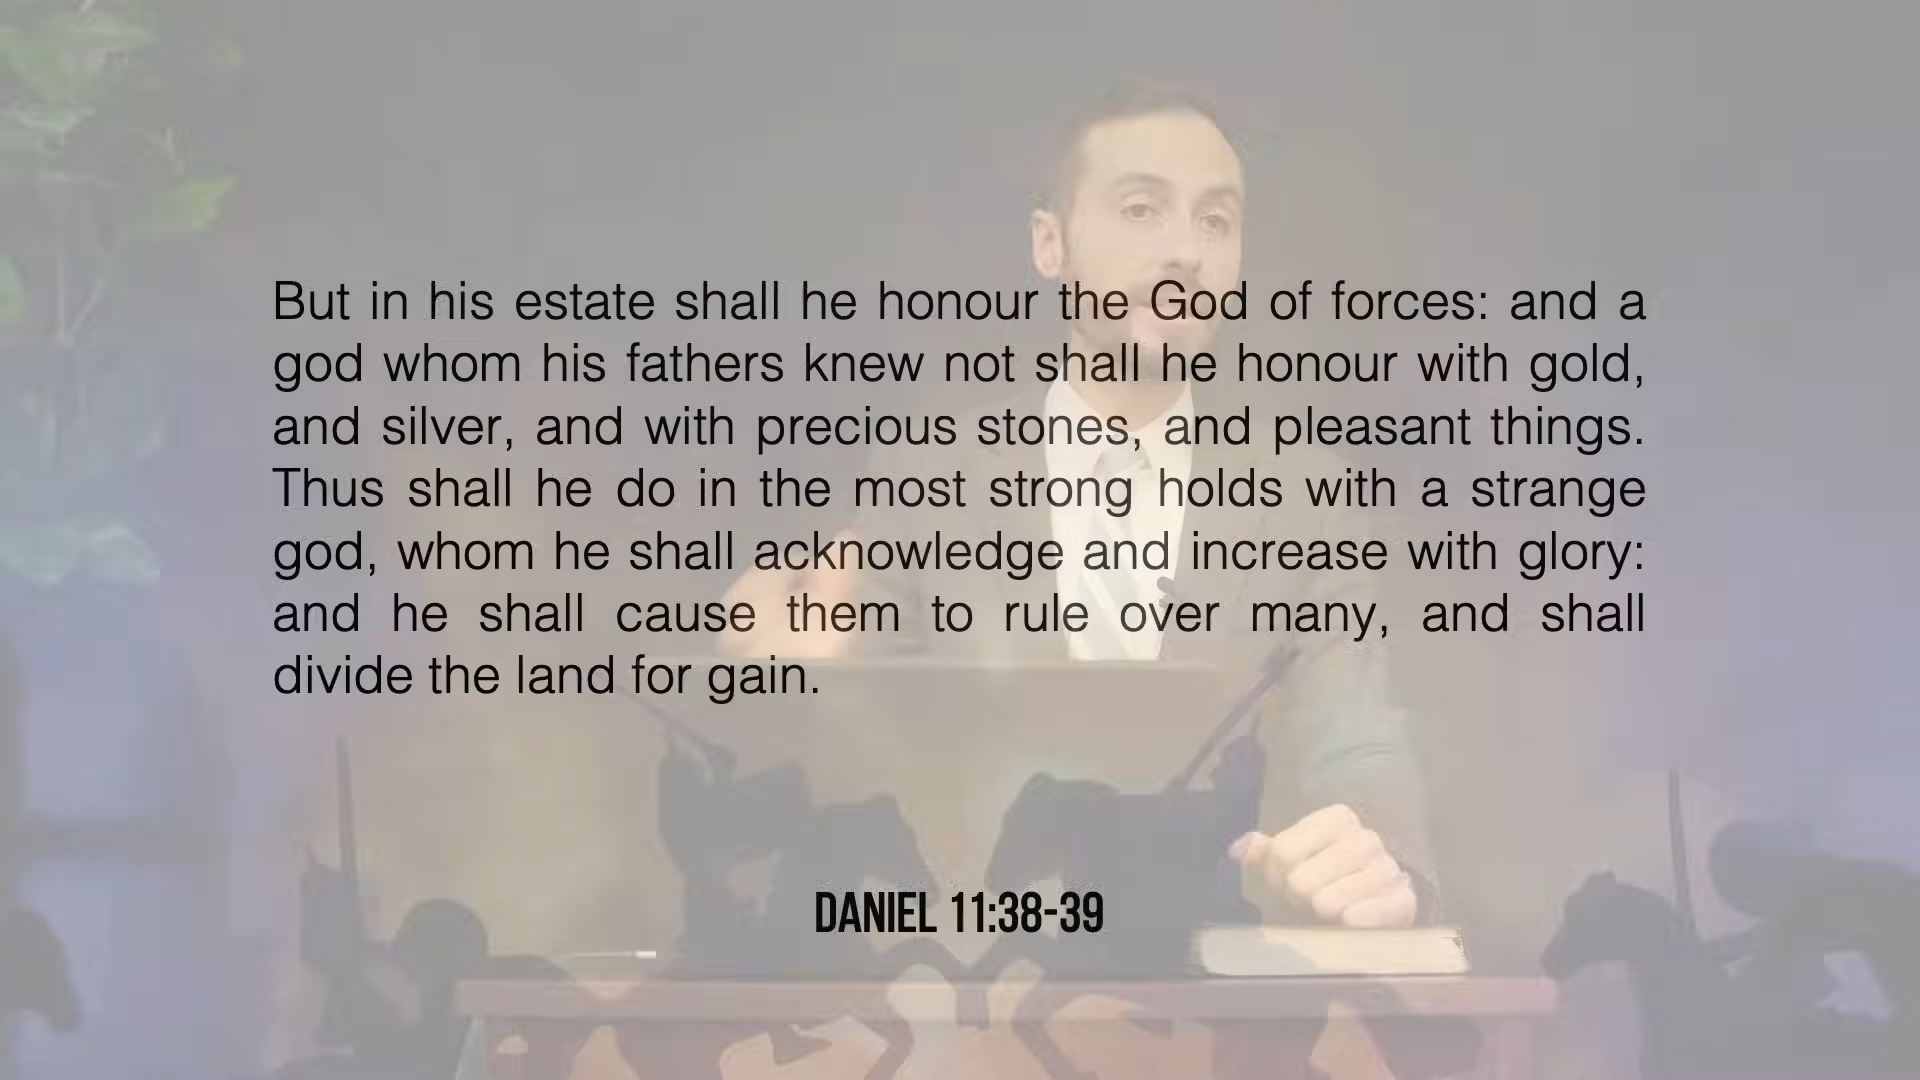 But in his estate shall he honour the God of forces: and a
god whom his fathers knew not shall he honour with gold,
and silver, and with precious stones, and pleasant things.
Thus shall he do in the most strong holds with a strange
god, whom he shall acknowledge and increase with glory:
and he shall cause them to rule over many, and shall
divide the land for gain.
DANIEL 11:38-39